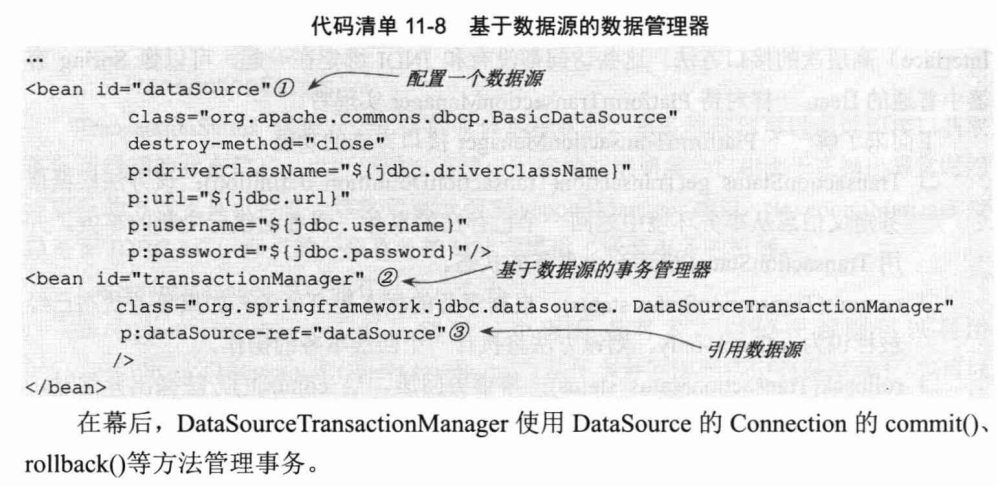 代码清单 11-8 基于数据源的数据管理器
…
<bean id="dataSource"① 配置一个数据源
class="org.apache.commons.dbcp.BasicDataSource"
destroy-method="close"
p:driverClassName="${jdbc.driverClassName}"
p:url="${jdbc.url}"
p:username="${jdbc.username}"
p:password="${jdbc.password}"/>
<bean id="transactionManager" ② 基于数据源的事务管理器
class="org.springframework.jdbc.datasource. DataSourceTransactionManager"
p:dataSource-ref="dataSource"③ 引用数据源
/>
</bean>
在幕后，DataSourceTransactionManager 使用 DataSource 的 Connection 的 commit()、
rollback()等方法管理事务。